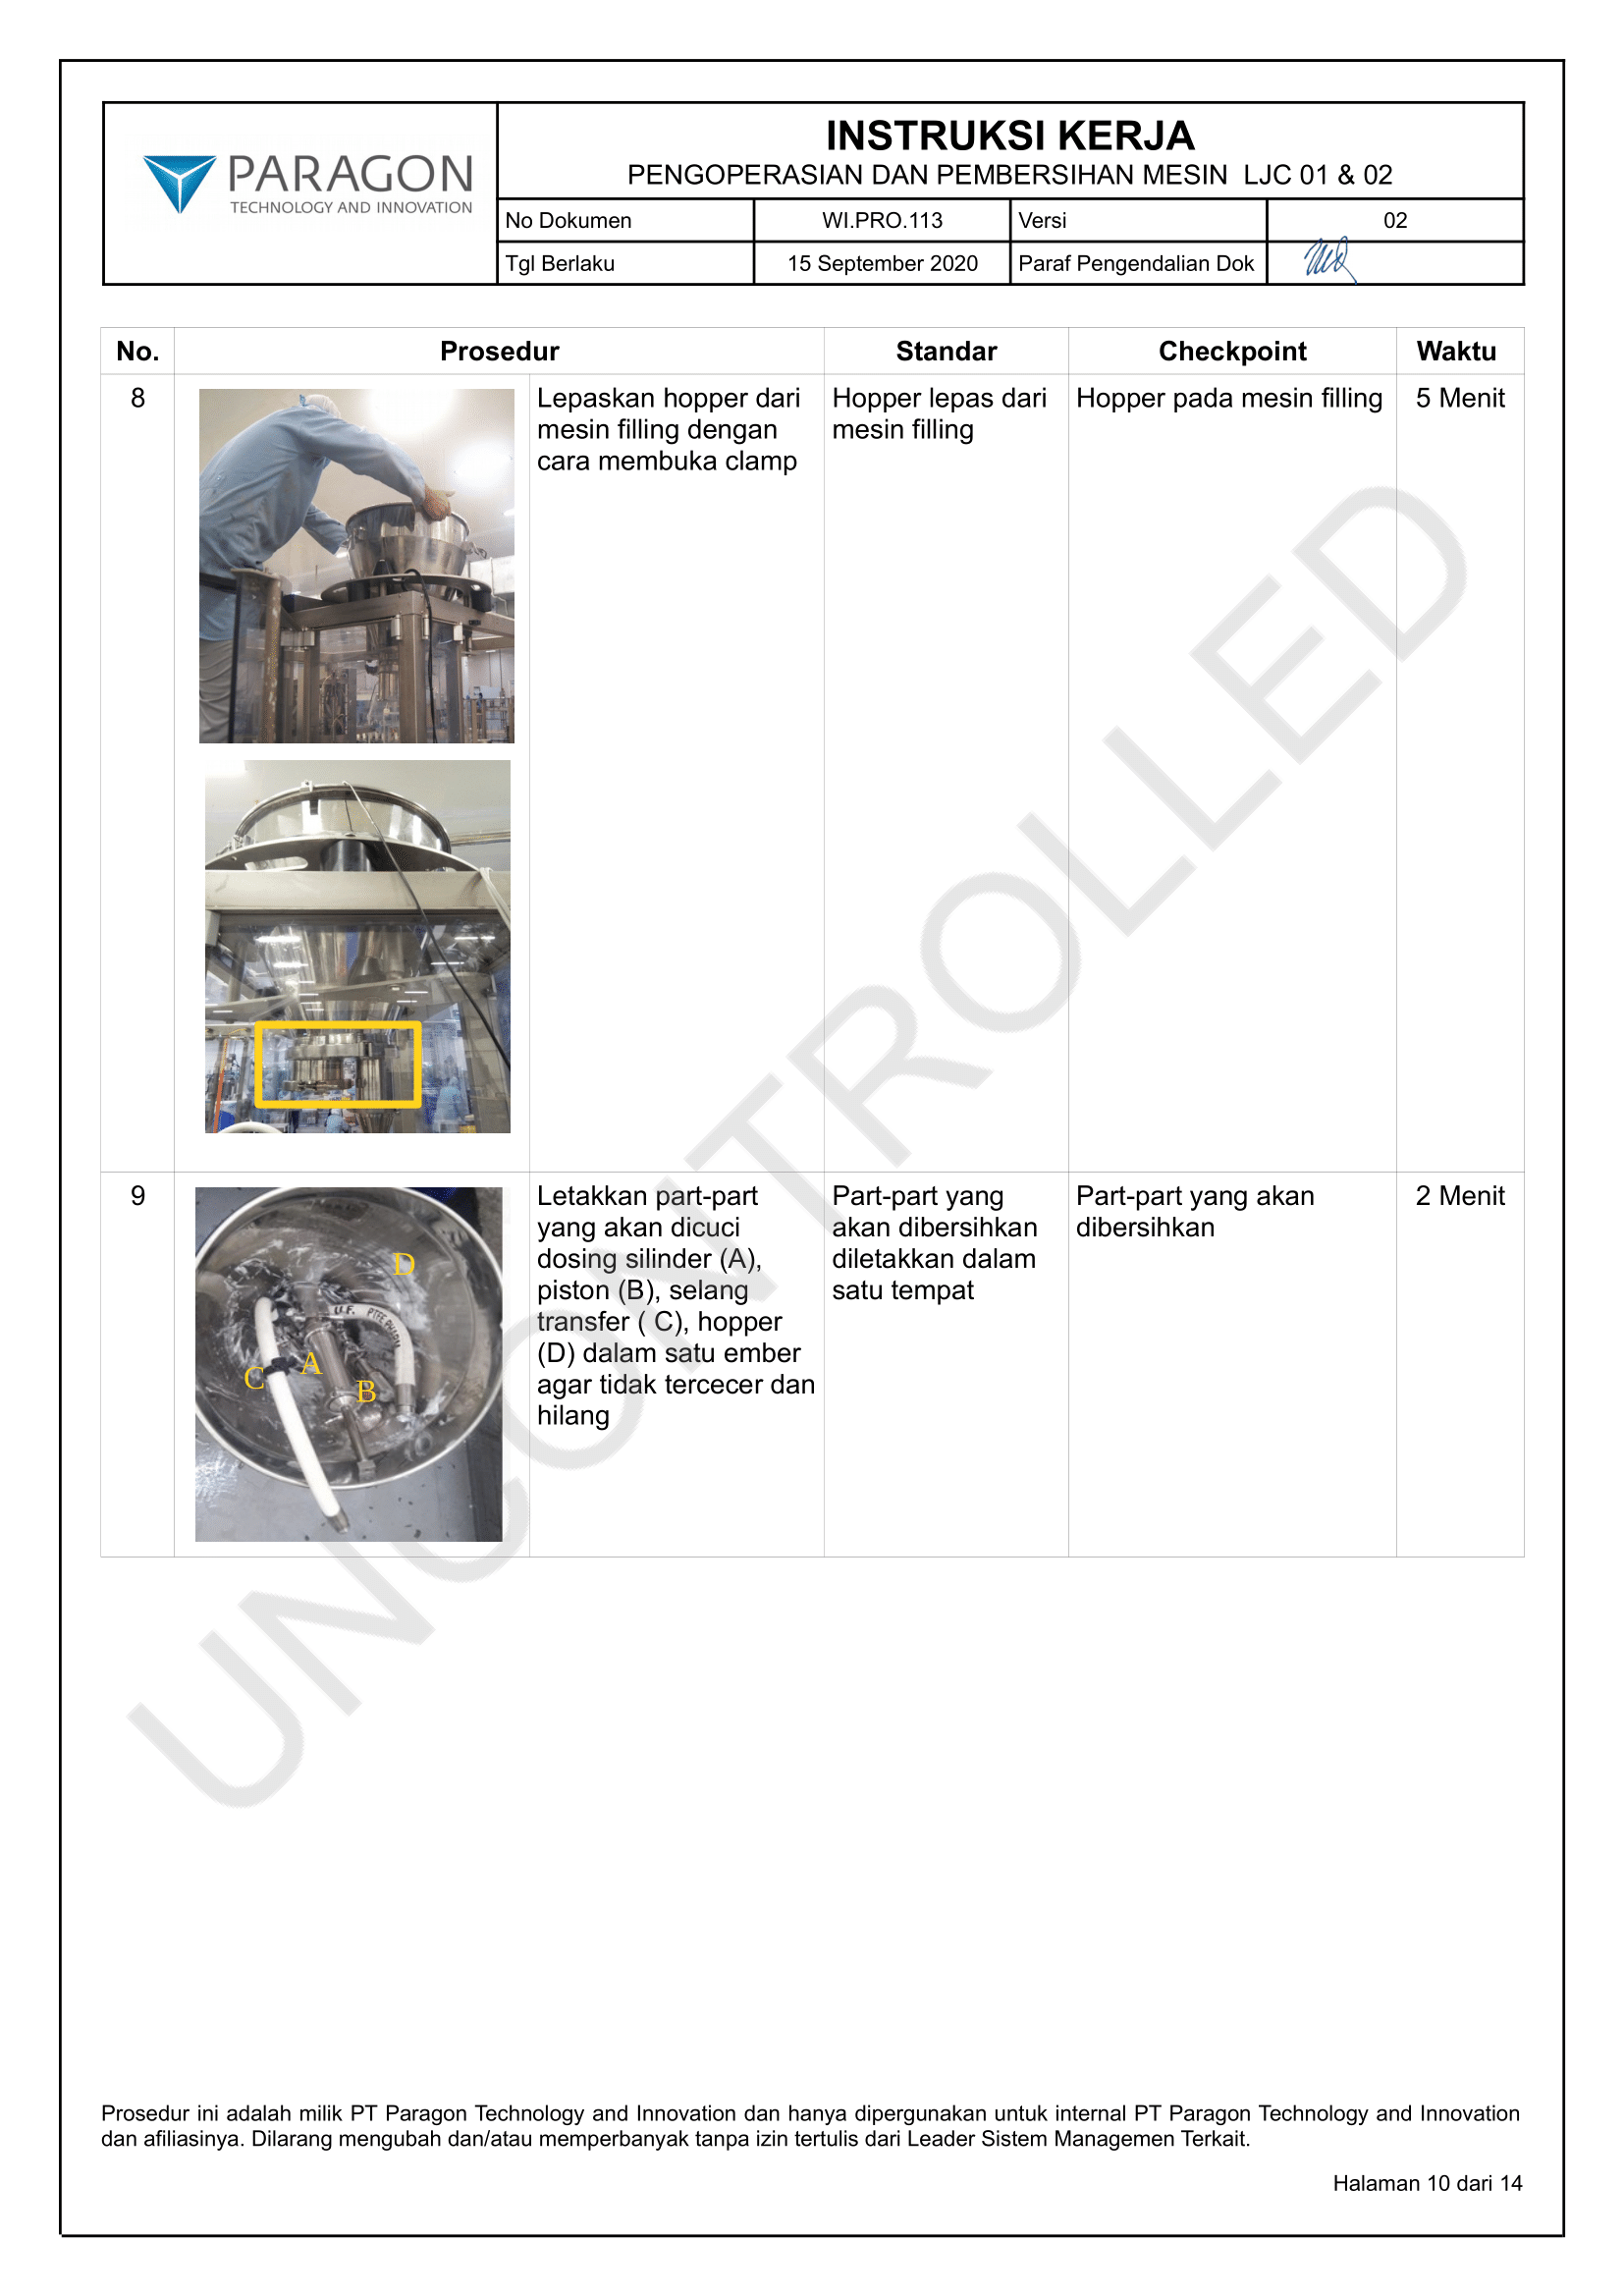 PARAGON
TECHNOLOGY AND INNOVATION
INSTRUKSI KERJA
PENGOPERASIAN DAN PEMBERSIHAN MESIN LJC 01 & 02
No Dokumen WI.PRO.113 Versi 02
Tgl Berlaku 15 September 2020 Paraf Pengendalian Dok
No. Prosedur Standar Checkpoint Waktu
8
Lepaskan hopper dari
mesin filling dengan
cara membuka clamp
Hopper lepas dari
mesin filling
Hopper pada mesin filling
5 Menit
9
D
U.F. PTFE PHARM
C
A
B
Letakkan part-part
yang akan dicuci
dosing silinder (A),
piston (B), selang
transfer ( C), hopper
(D) dalam satu ember
agar tidak tercecer dan
hilang
Part-part yang
akan dibersihkan
diletakkan dalam
satu tempat
Part-part yang akan
dibersihkan
2 Menit
UNCONTROLLED
Prosedur ini adalah milik PT Paragon Technology and Innovation dan hanya dipergunakan untuk internal PT Paragon Technology and Innovation
dan afiliasinya. Dilarang mengubah dan/atau memperbanyak tanpa izin tertulis dari Leader Sistem Managemen Terkait.
Halaman 10 dari 14